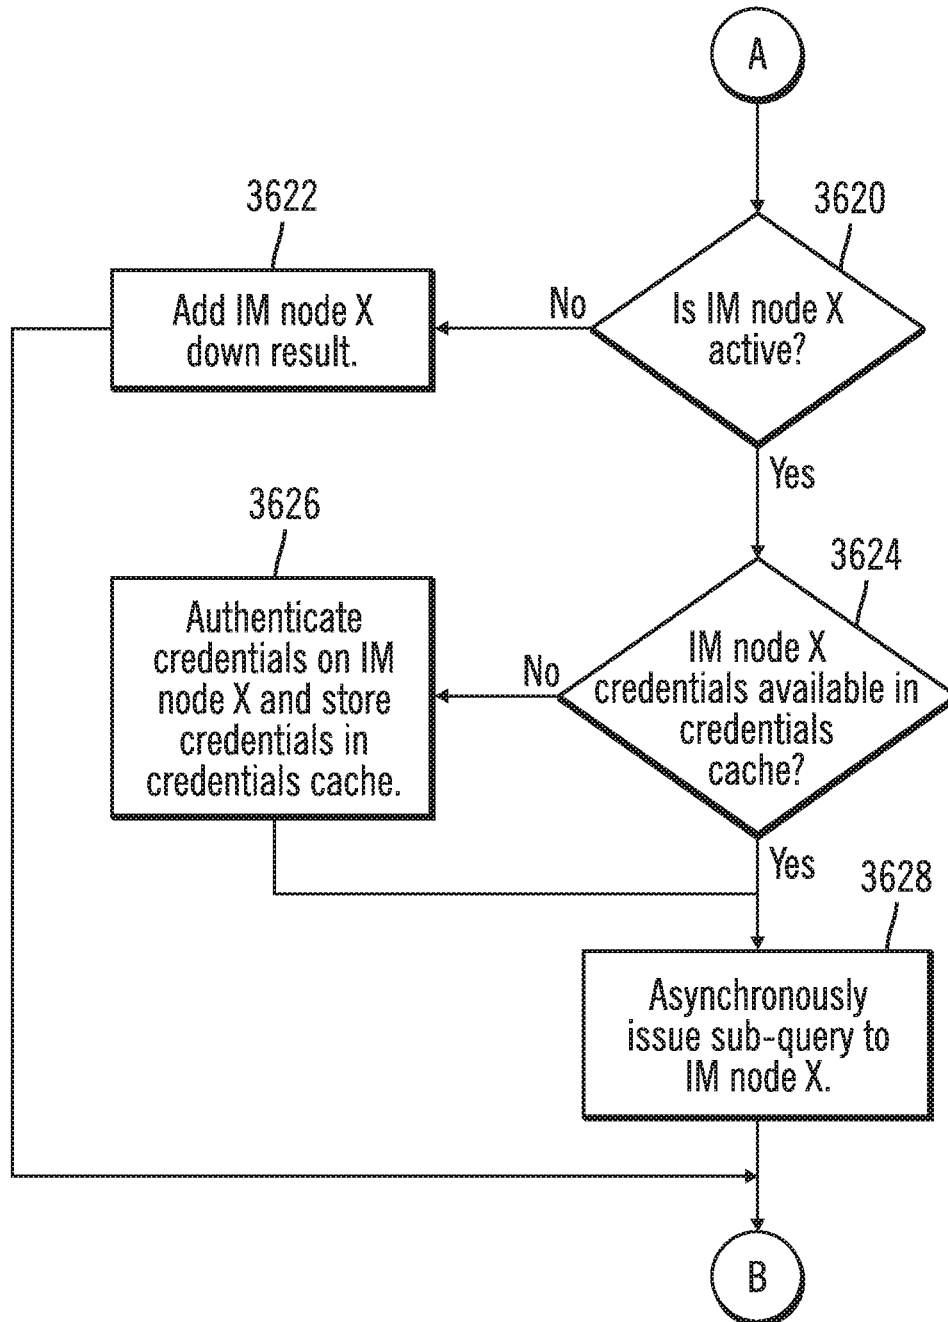 A
3622
3620
Add IM node X
down result.
No
Is IM node X
active?
Yes
3626
3624
Authenticate
credentials on IM
node X and store
credentials in
credentials cache.
No
IM node X
credentials available in
credentials
cache?
Yes
3628
Asynchronously
issue sub-query to
IM node X.
B